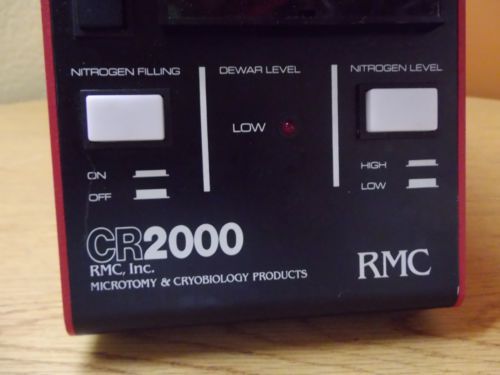 NITROGEN FILLING
DEWAR LEVEL
NITROGEN LEVEL
LOW
ON
OFF
HIGH
LOW
CR2000
RMC, Inc.
MICROTOMY & CRYOBIOLOGY PRODUCTS
RMC